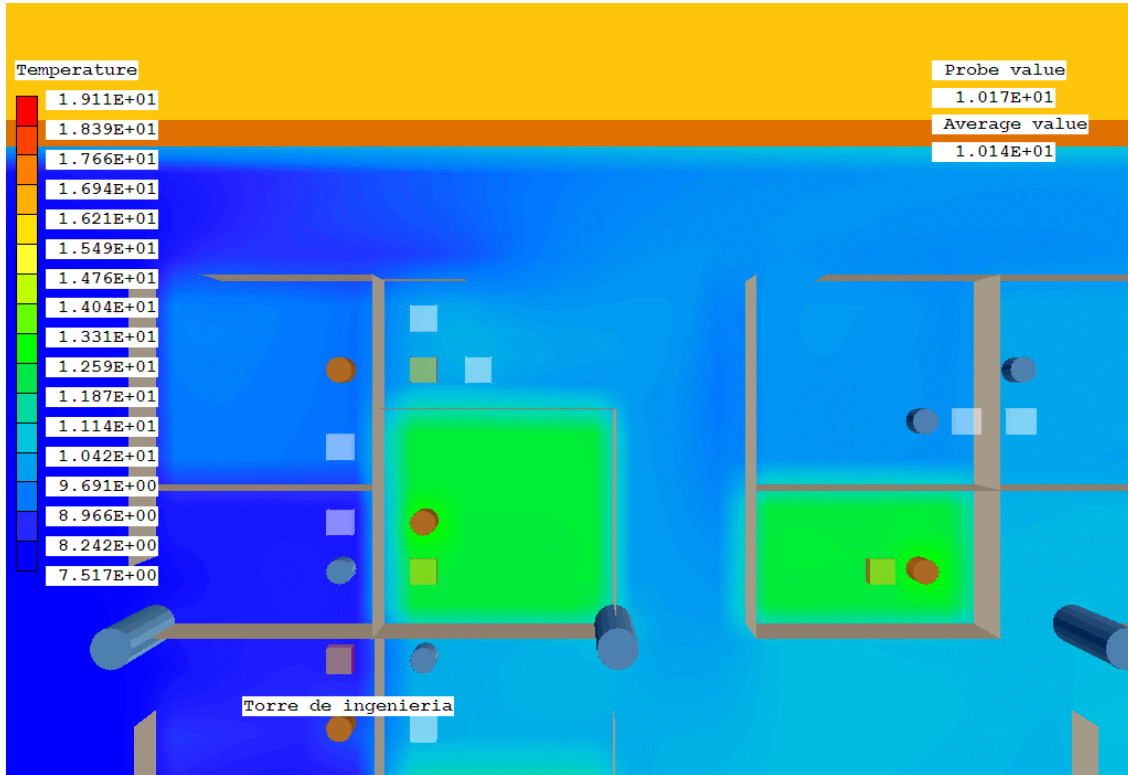 Temperature
1.911E+01
1.839E+01
1.766E+01
1.694E+01
1.621E+01
1.549E+01
1.476E+01
1.404E+01
1.331E+01
1.259E+01
1.187E+01
1.114E+01
1.042E+01
9.691E+00
8.966E+00
8.242E+00
7.517E+00
Probe value
1.017E+01
Average value
1.014E+01
Torre de ingenieria